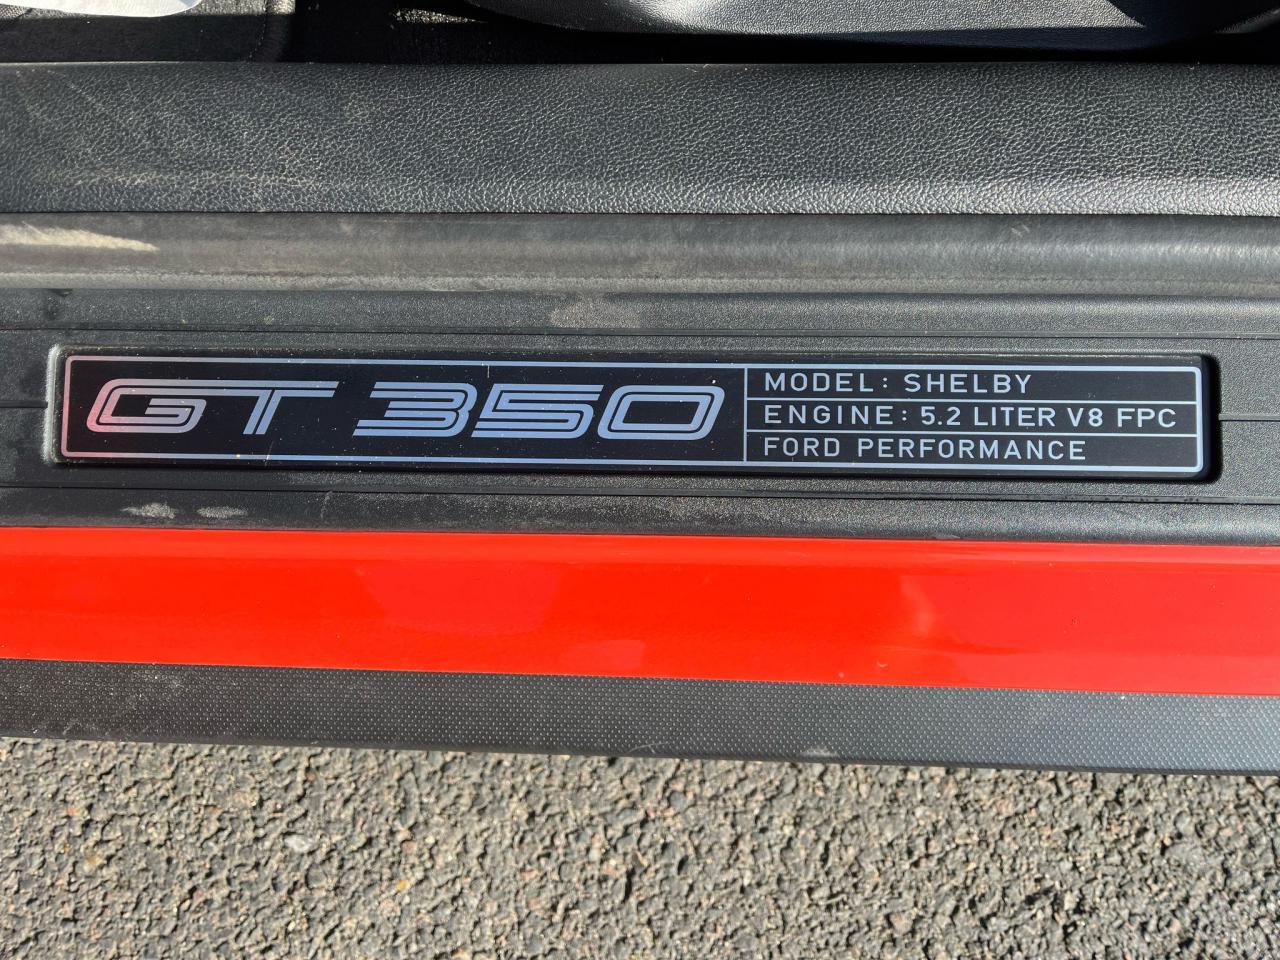 GT 350
MODEL: SHELBY
ENGINE: 5.2 LITER V8 FPC
FORD PERFORMANCE